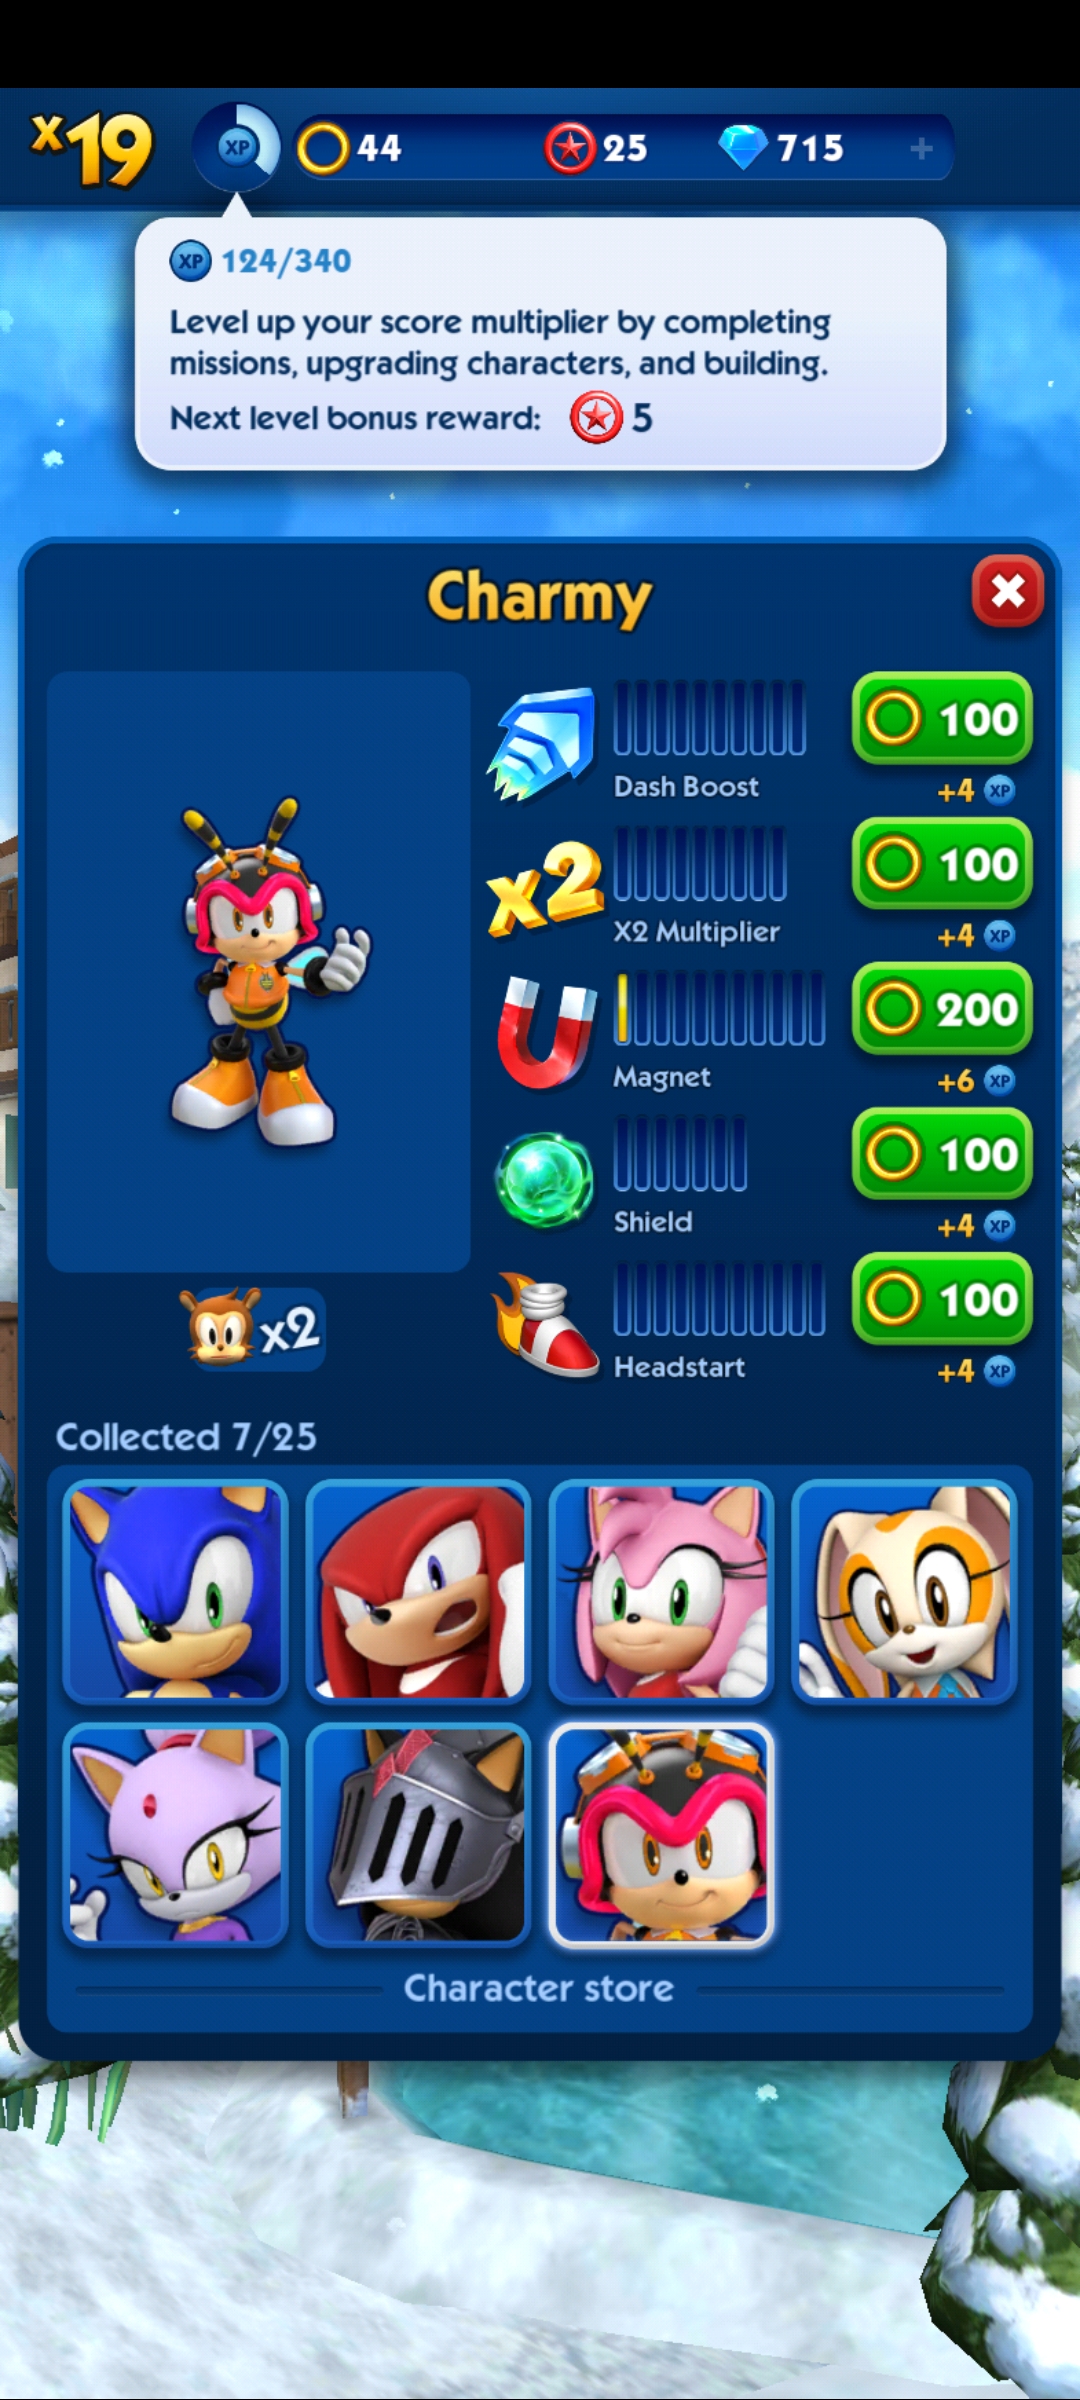 x19
XP
44
25
715
+
XP 124/340
Level up your score multiplier by completing
missions, upgrading characters, and building.
Next level bonus reward: 5
Charmy
100
Dash Boost
+4 XP
x2
100
X2 Multiplier
+4 XP
200
Magnet
+6 XP
100
Shield
+4 XP
100
Headstart
+4 XP
x2
Collected 7/25
Character store